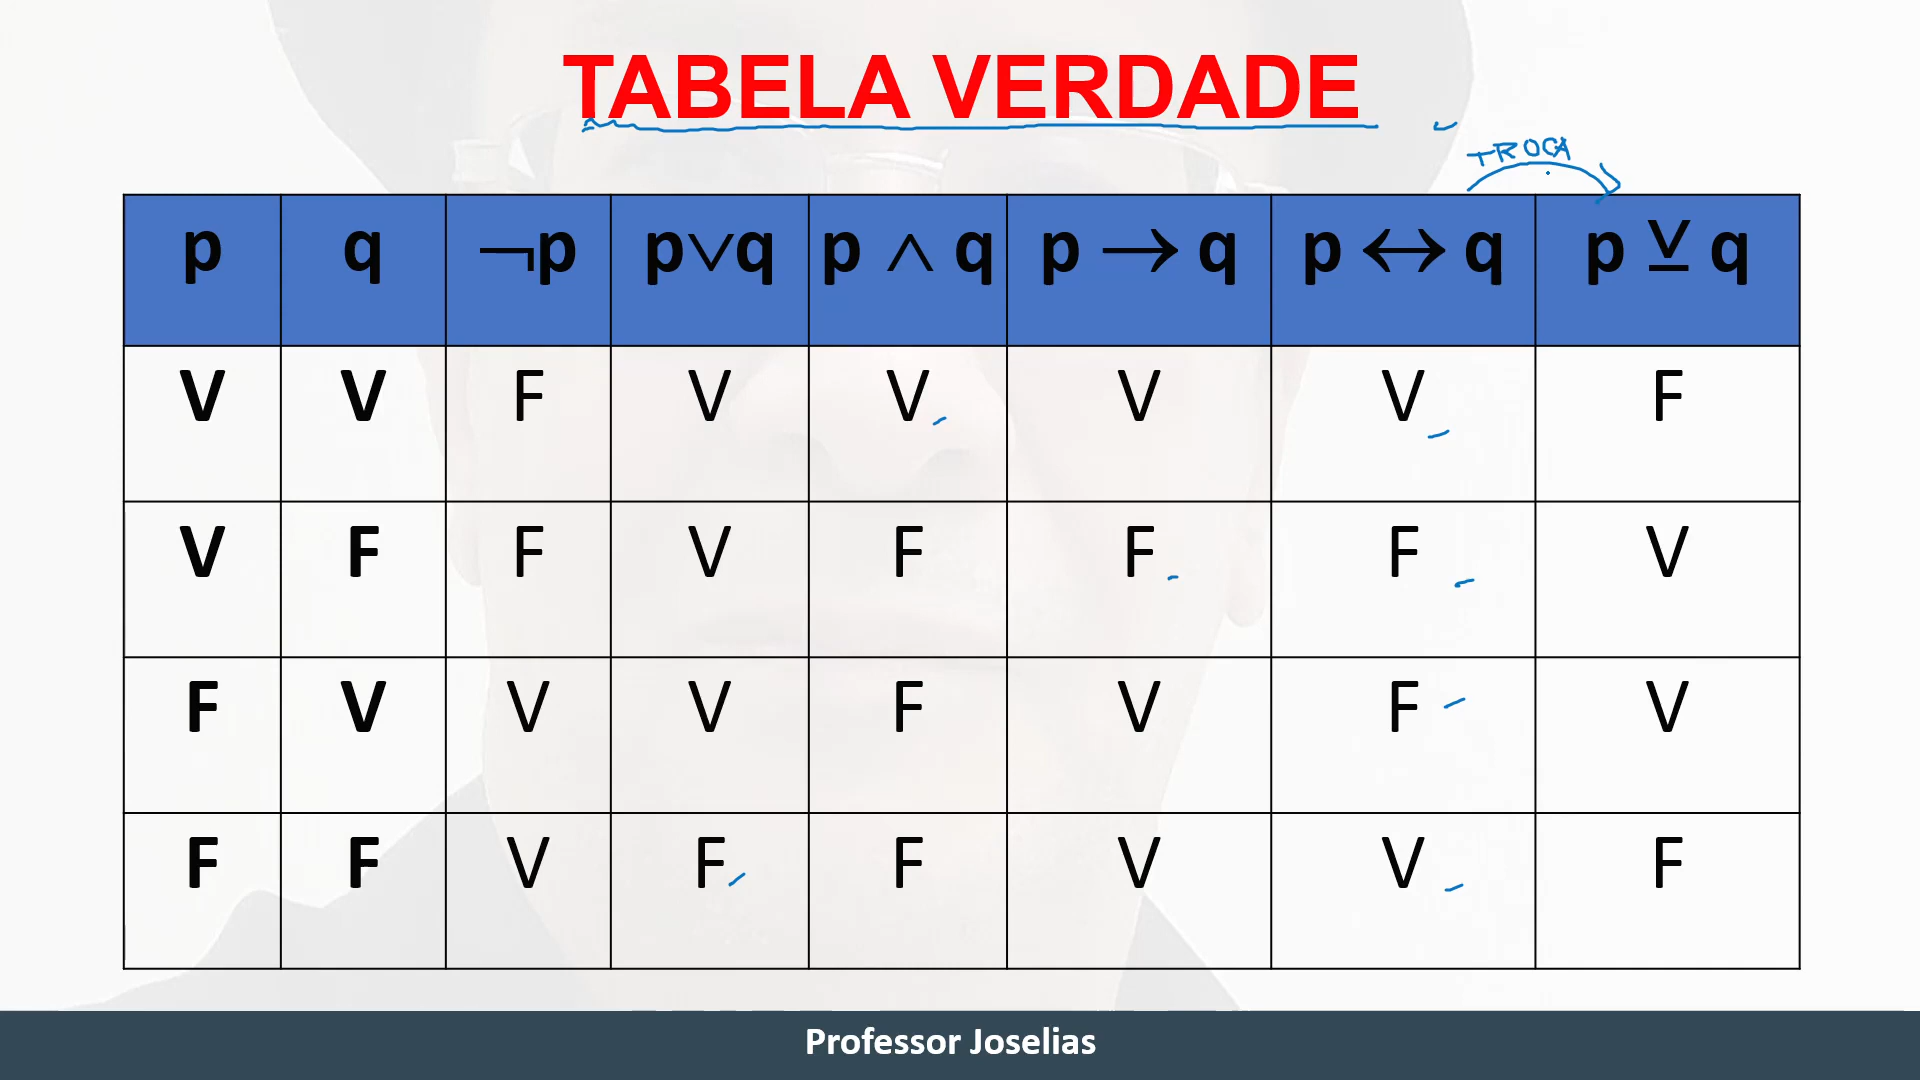 TABELA VERDADE
TROCA
p q ¬p p∨q p ∧ q p → q p ↔ q p ⊻ q
V V F V V V V F
V F F V F F F V
F V V V F V F V
F F V F F V V F
Professor Joselias